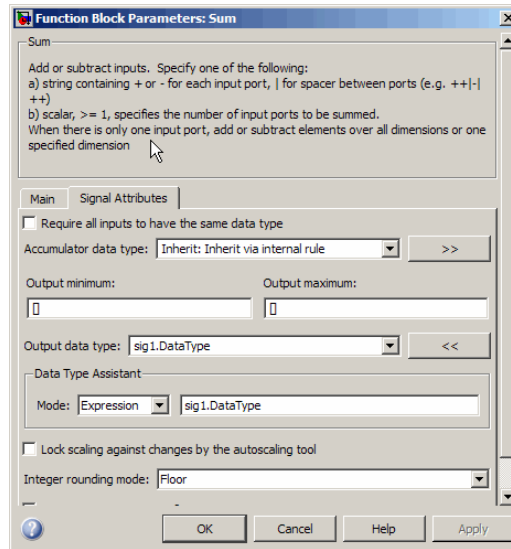 Function Block Parameters: Sum
Sum
Add or subtract inputs. Specify one of the following:
a) string containing + or - for each input port, | for spacer between ports (e.g. ++|-|
++)
b) scalar, >= 1, specifies the number of input ports to be summed.
When there is only one input port, add or subtract elements over all dimensions or one
specified dimension
Main Signal Attributes
Require all inputs to have the same data type
Accumulator data type: Inherit: Inherit via internal rule >>
Output minimum: Output maximum:
[] []
Output data type: sig1.DataType <<
Data Type Assistant
Mode: Expression sig1.DataType
Lock scaling against changes by the autoscaling tool
Integer rounding mode: Floor
OK Cancel Help Apply